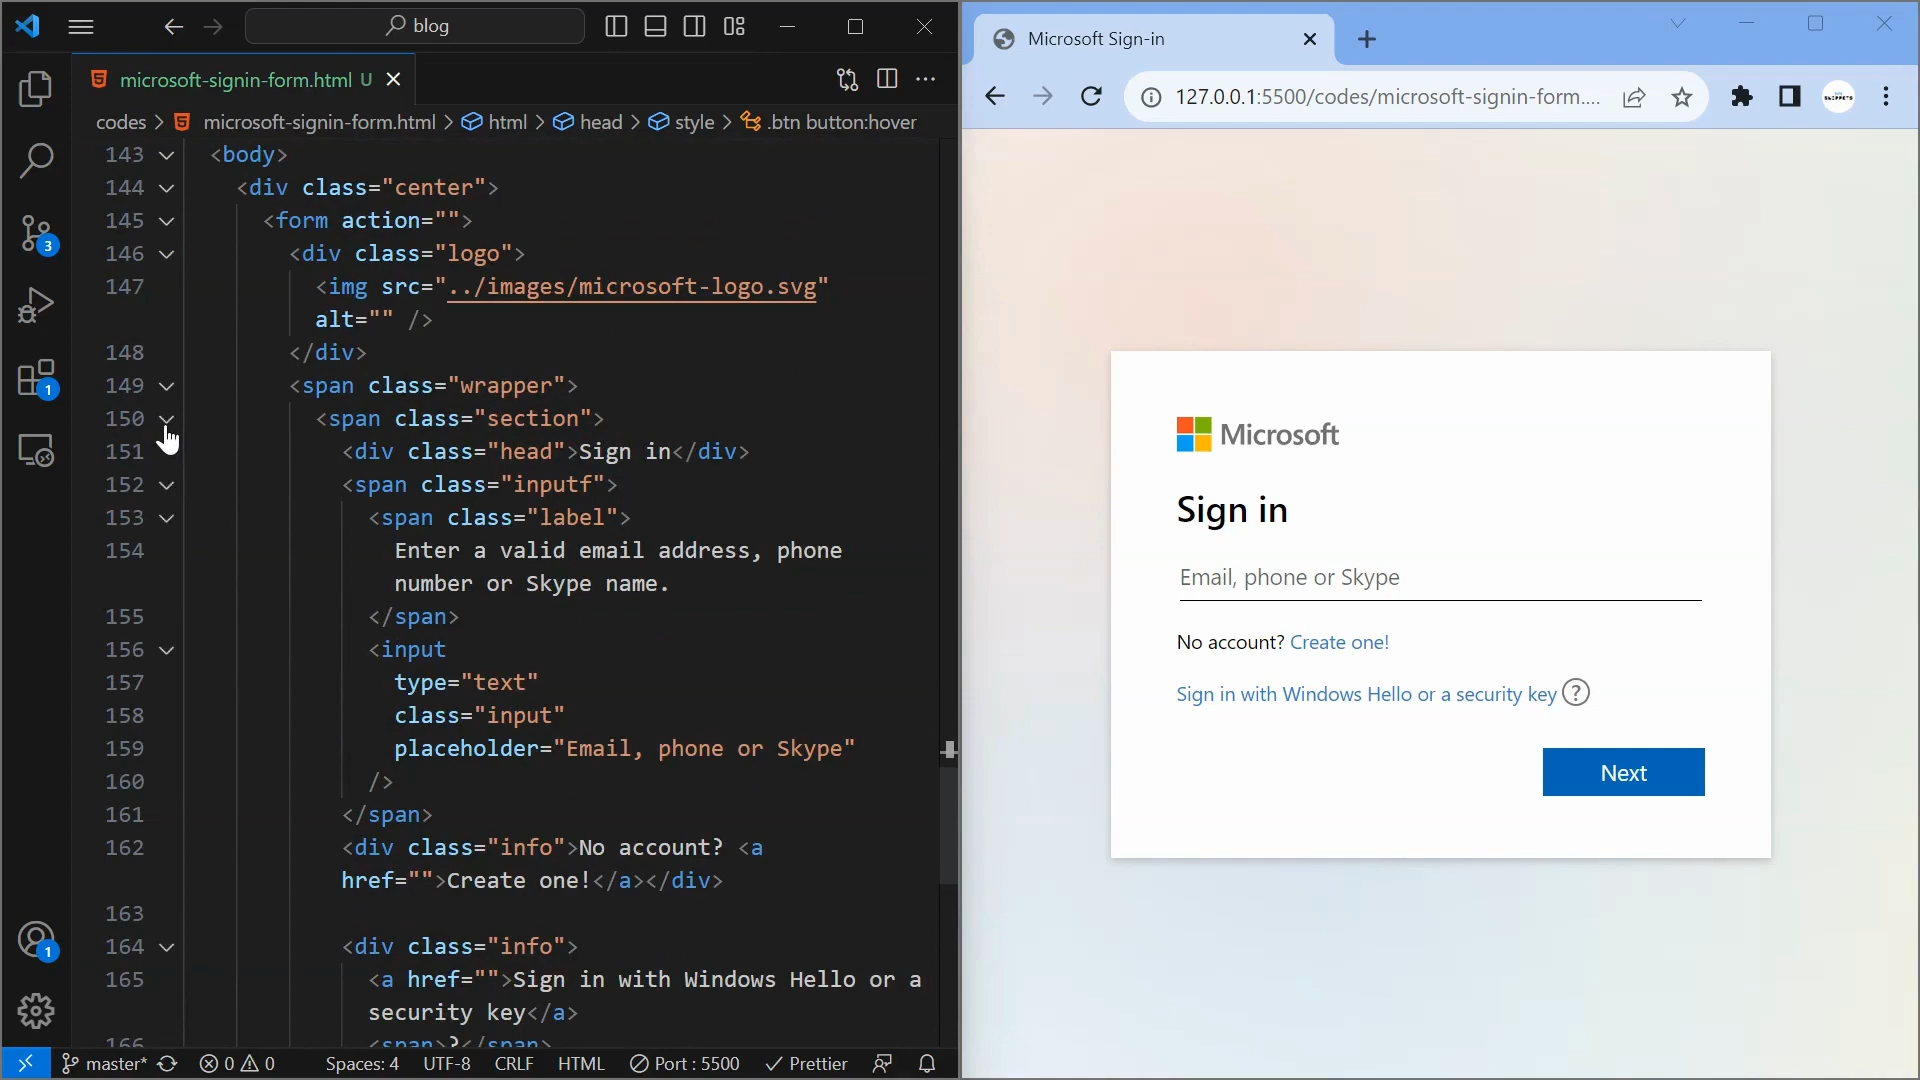 blog
microsoft-signin-form.html U
codes > microsoft-signin-form.html > html > head > style > .btn button:hover
143 <body>
144 <div class="center">
145 <form action="">
146 <div class="logo">
147 <img src="../images/microsoft-logo.svg"
alt="" />
148 </div>
149 <span class="wrapper">
150 <span class="section">
151 <div class="head">Sign in</div>
152 <span class="inputf">
153 <span class="label">
154 Enter a valid email address, phone
number or Skype name.
155 </span>
156 <input
157 type="text"
158 class="input"
159 placeholder="Email, phone or Skype"
160 />
161 </span>
162 <div class="info">No account? <a
href="">Create one!</a></div>
163
164 <div class="info">
165 <a href="">Sign in with Windows Hello or a
security key</a>
166 <span>?</span>
3
1
1
master* 0 0 Spaces: 4 UTF-8 CRLF HTML Port : 5500 Prettier
Microsoft Sign-in
127.0.0.1:5500/codes/microsoft-signin-form....
Microsoft
Sign in
Email, phone or Skype
No account? Create one!
Sign in with Windows Hello or a security key ?
Next